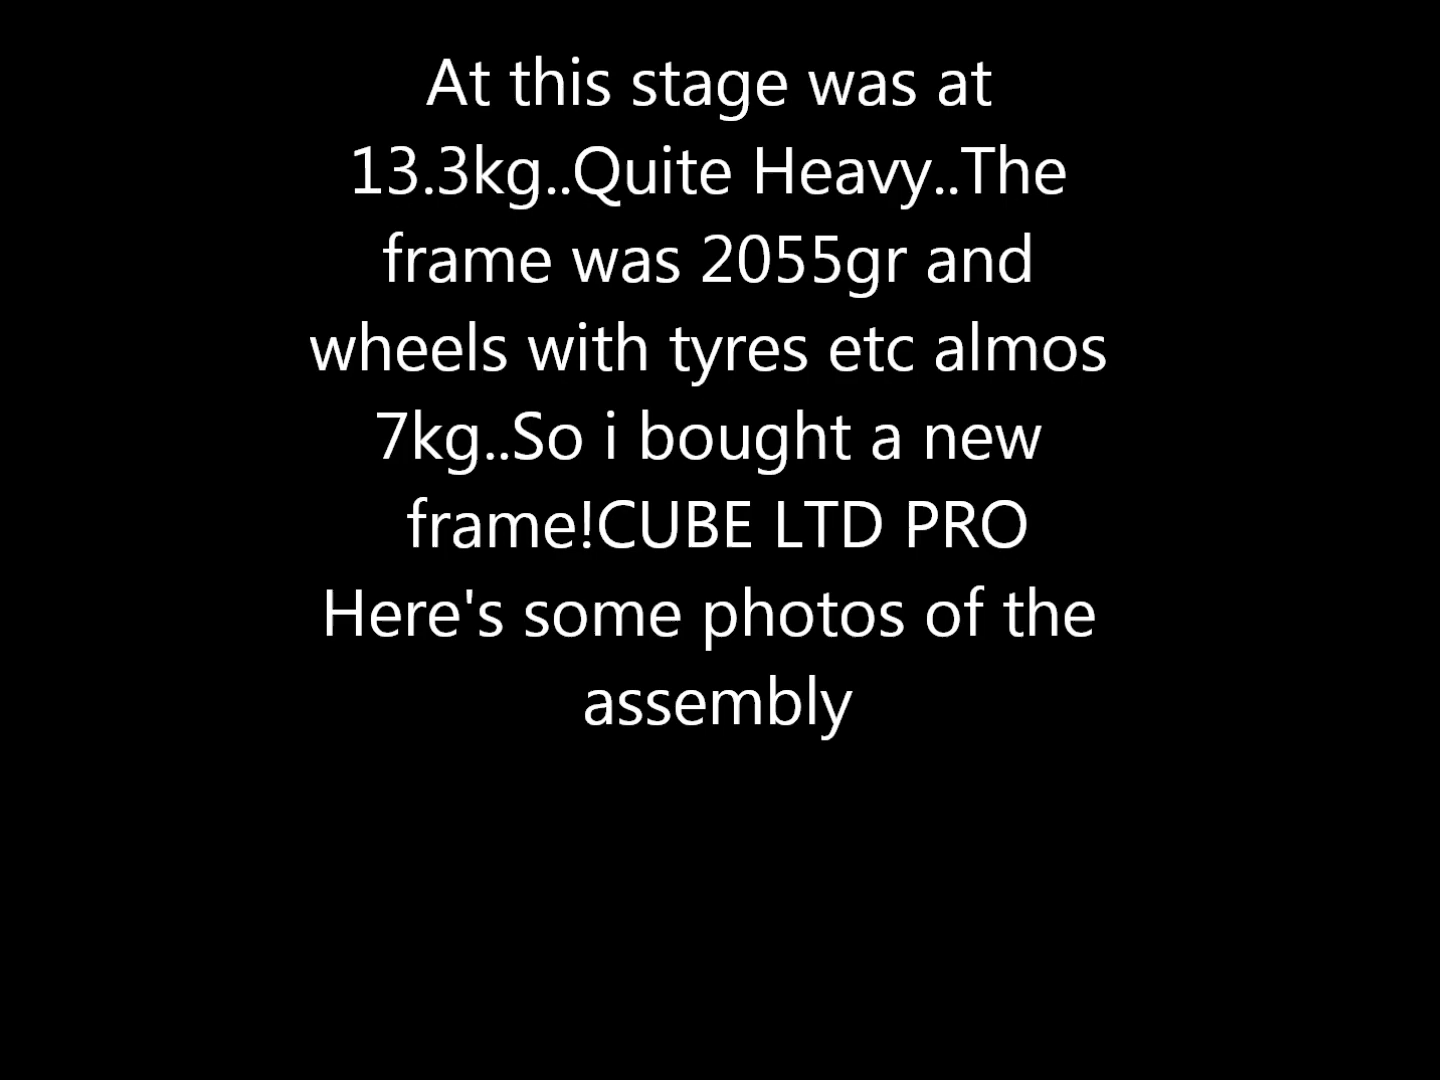 At this stage was at
13.3kg..Quite Heavy..The
frame was 2055gr and
wheels with tyres etc almos
7kg..So i bought a new
frame!CUBE LTD PRO
Here's some photos of the
assembly